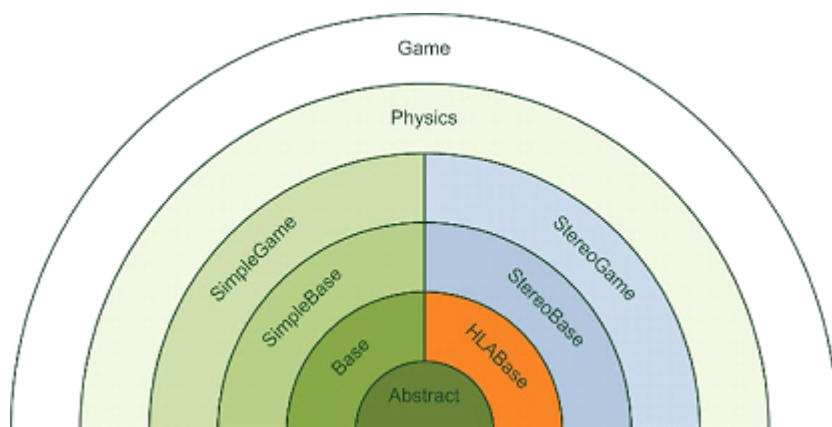 Game
Physics
SimpleGame
StereoGame
SimpleBase
StereoBase
Base
HLABase
Abstract